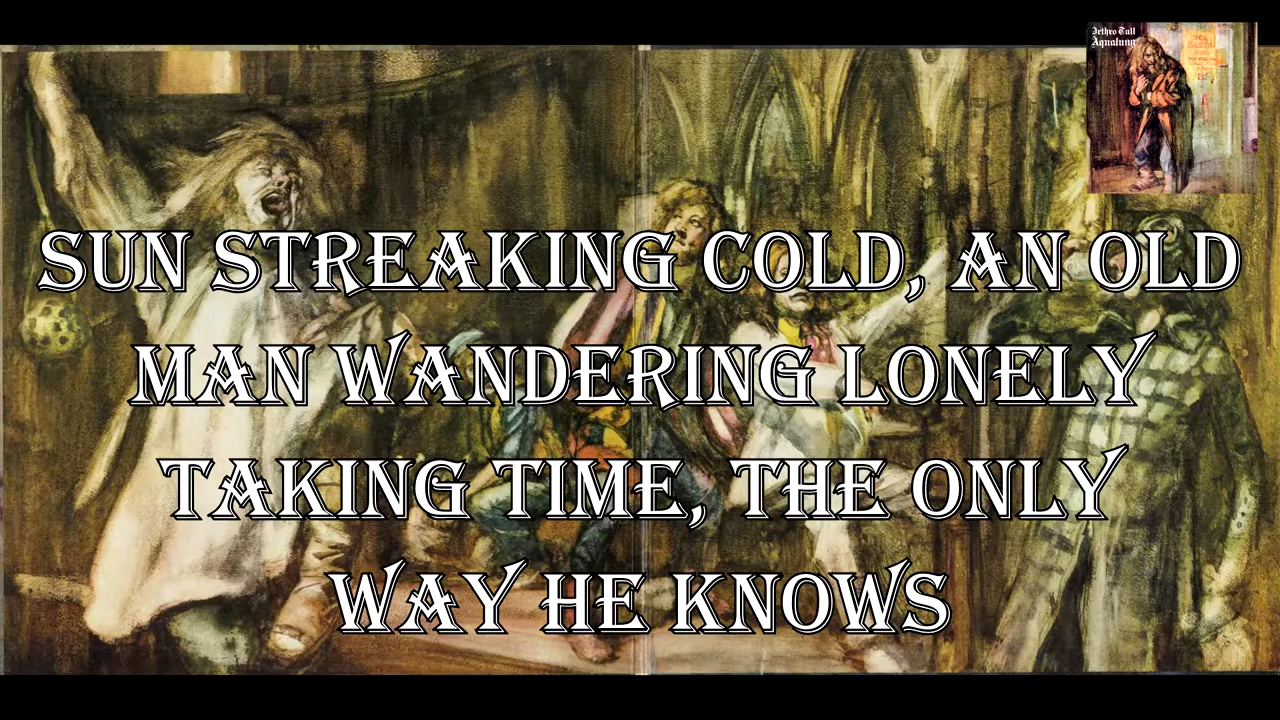 Jethro Tull
Aqualung
SUN STREAKING COLD, AN OLD
MAN WANDERING LONELY
TAKING TIME, THE ONLY
WAY HE KNOWS